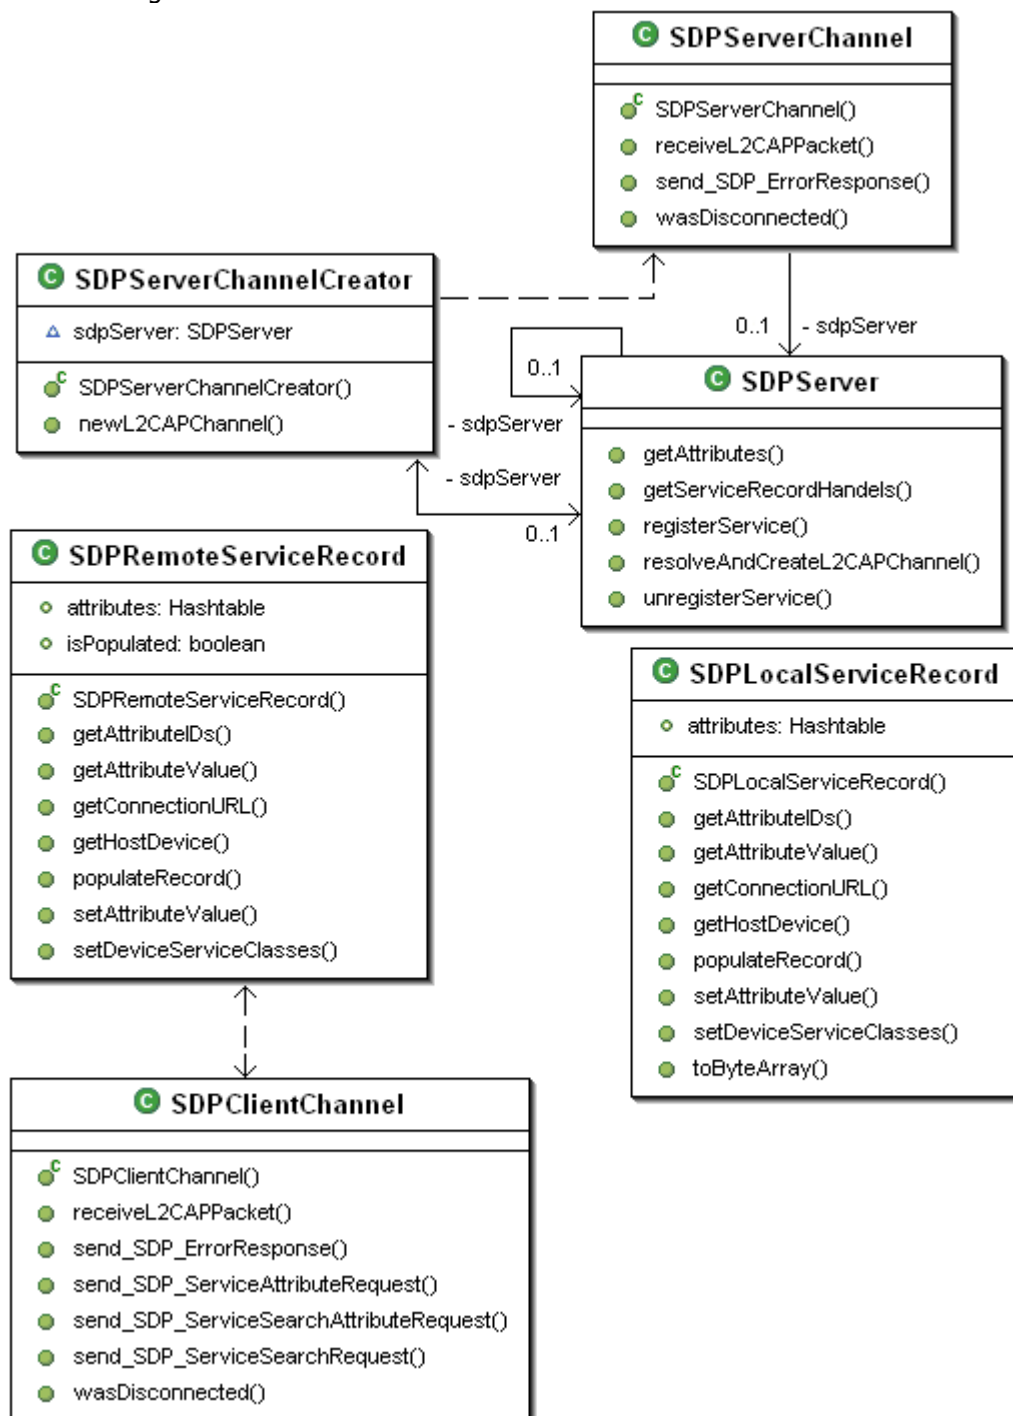 SDPServerChannel
SDPServerChannel()
receiveL2CAPPacket()
send_SDP_ErrorResponse()
wasDisconnected()
SDPServerChannelCreator
sdpServer: SDPServer
SDPServerChannelCreator()
newL2CAPChannel()
0..1
- sdpServer
0..1
- sdpServer
- sdpServer
0..1
SDPServer
getAttributes()
getServiceRecordHandels()
registerService()
resolveAndCreateL2CAPChannel()
unregisterService()
SDPRemoteServiceRecord
attributes: Hashtable
isPopulated: boolean
SDPRemoteServiceRecord()
getAttributeIDs()
getAttributeValue()
getConnectionURL()
getHostDevice()
populateRecord()
setAttributeValue()
setDeviceServiceClasses()
SDPLocalServiceRecord
attributes: Hashtable
SDPLocalServiceRecord()
getAttributeIDs()
getAttributeValue()
getConnectionURL()
getHostDevice()
populateRecord()
setAttributeValue()
setDeviceServiceClasses()
toByteArray()
SDPClientChannel
SDPClientChannel()
receiveL2CAPPacket()
send_SDP_ErrorResponse()
send_SDP_ServiceAttributeRequest()
send_SDP_ServiceSearchAttributeRequest()
send_SDP_ServiceSearchRequest()
wasDisconnected()